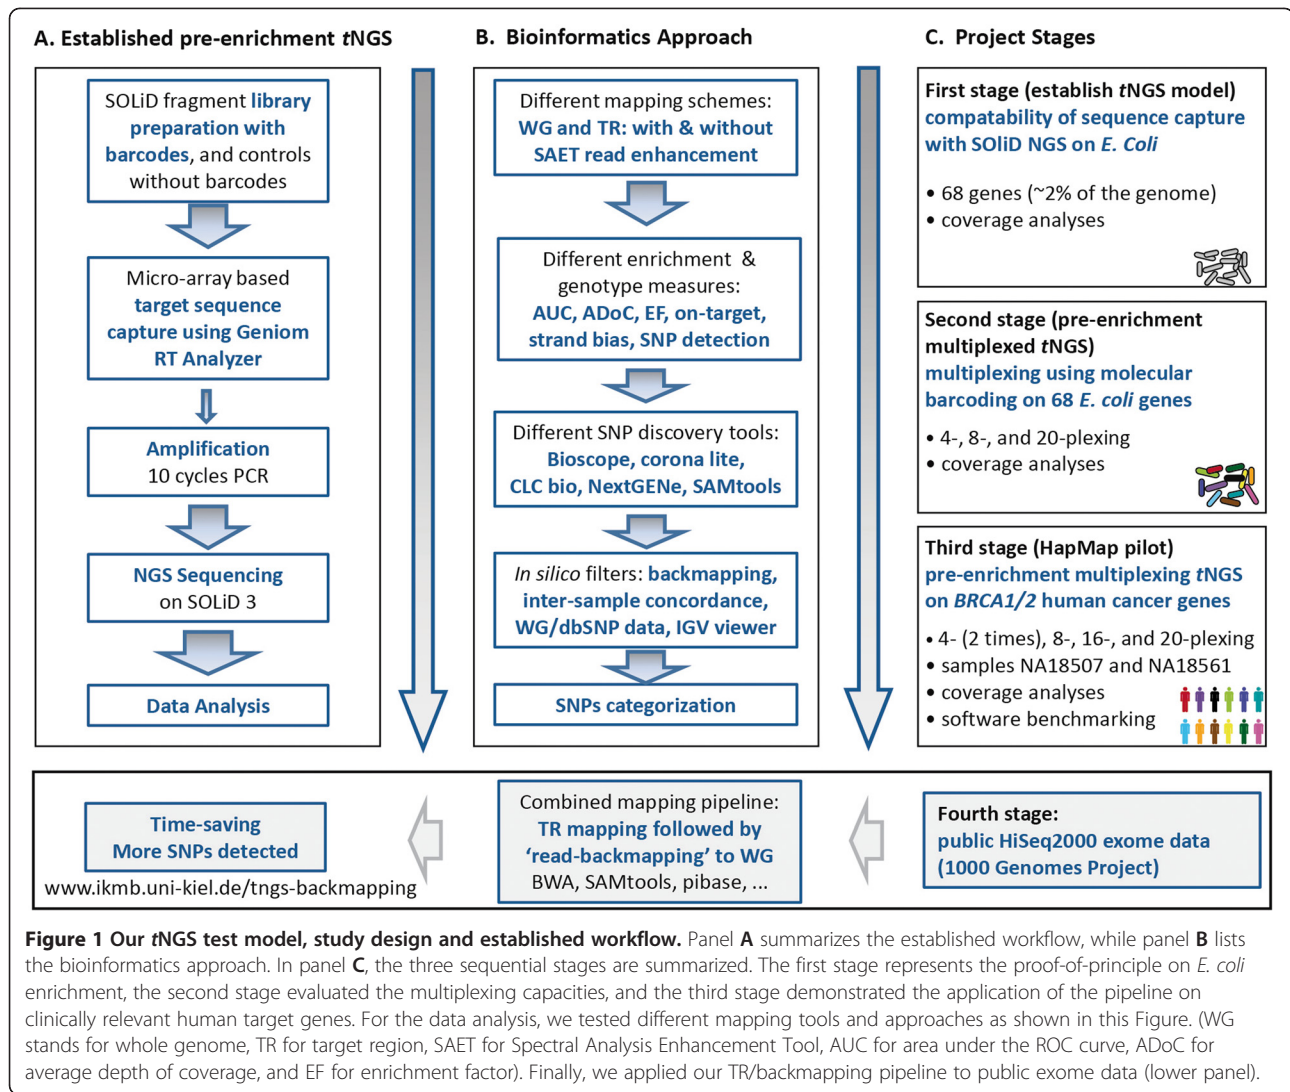 A. Established pre-enrichment tNGS
SOLiD fragment library
preparation with
barcodes, and controls
without barcodes
Micro-array based
target sequence
capture using Geniom
RT Analyzer
Amplification
10 cycles PCR
NGS Sequencing
on SOLiD 3
Data Analysis
B. Bioinformatics Approach
Different mapping schemes:
WG and TR: with & without
SAET read enhancement
Different enrichment &
genotype measures:
AUC, ADoC, EF, on-target,
strand bias, SNP detection
Different SNP discovery tools:
Bioscope, corona lite,
CLC bio, NextGENe, SAMtools
In silico filters: backmapping,
inter-sample concordance,
WG/dbSNP data, IGV viewer
SNPs categorization
C. Project Stages
First stage (establish tNGS model)
compatability of sequence capture
with SOliD NGS on E. Coli
• 68 genes (~2% of the genome)
• coverage analyses
Second stage (pre-enrichment
multiplexed tNGS)
multiplexing using molecular
barcoding on 68 E. coli genes
• 4-, 8-, and 20-plexing
• coverage analyses
Third stage (HapMap pilot)
pre-enrichment multiplexing tNGS
on BRCA1/2 human cancer genes
• 4- (2 times), 8-, 16-, and 20-plexing
• samples NA18507 and NA18561
• coverage analyses
• software benchmarking
Time-saving
More SNPs detected
www.ikmb.uni-kiel.de/tngs-backmapping
Combined mapping pipeline:
TR mapping followed by
‘read-backmapping’ to WG
BWA, SAMtools, pibase, ...
Fourth stage:
public HiSeq2000 exome data
(1000 Genomes Project)
Figure 1 Our tNGS test model, study design and established workflow. Panel A summarizes the established workflow, while panel B lists
the bioinformatics approach. In panel C, the three sequential stages are summarized. The first stage represents the proof-of-principle on E. coli
enrichment, the second stage evaluated the multiplexing capacities, and the third stage demonstrated the application of the pipeline on
clinically relevant human target genes. For the data analysis, we tested different mapping tools and approaches as shown in this Figure. (WG
stands for whole genome, TR for target region, SAET for Spectral Analysis Enhancement Tool, AUC for area under the ROC curve, ADoC for
average depth of coverage, and EF for enrichment factor). Finally, we applied our TR/backmapping pipeline to public exome data (lower panel).